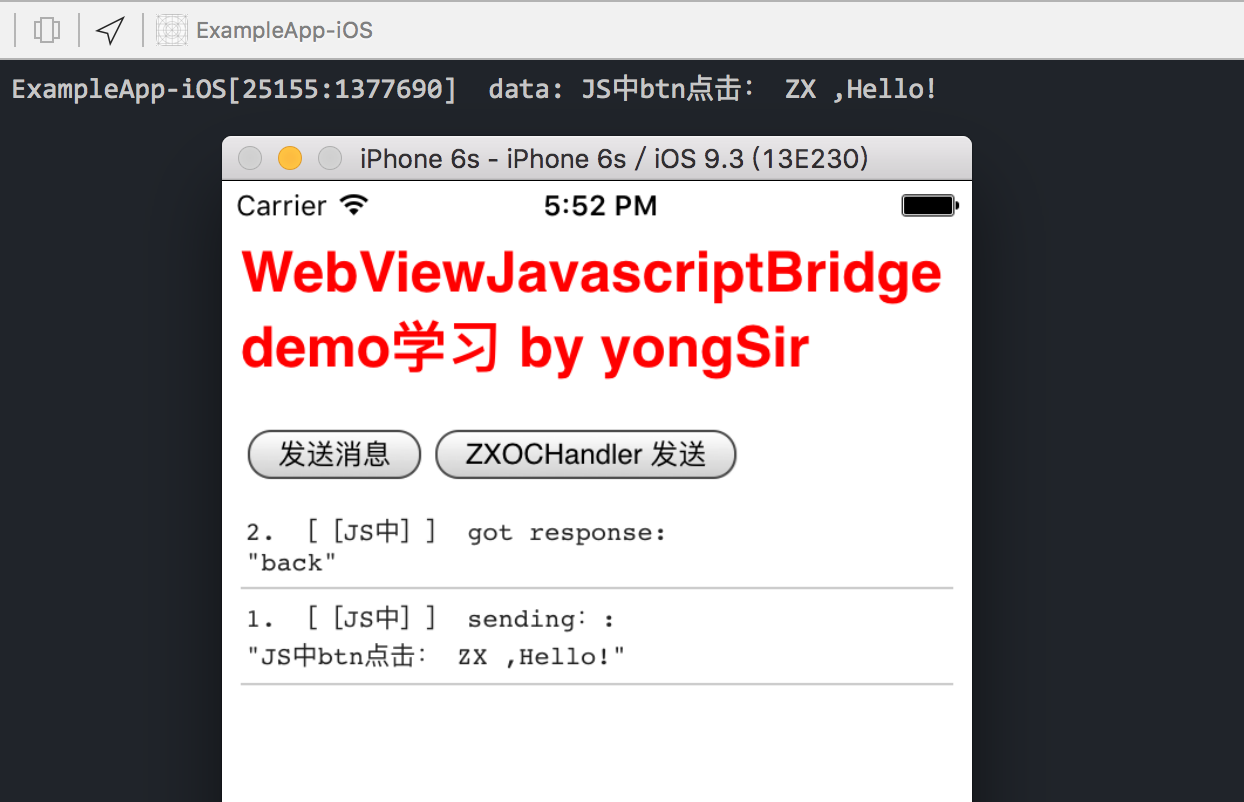 ExampleApp-iOS
ExampleApp-iOS[25155:1377690]  data: JS中btn点击： ZX ,Hello!
iPhone 6s - iPhone 6s / iOS 9.3 (13E230)
Carrier 5:52 PM
WebViewJavascriptBridge
demo学习 by yongSir
发送消息 ZXOCHandler 发送
2. [［JS中］] got response:
"back"
1. [［JS中］] sending：:
"JS中btn点击： ZX ,Hello!"